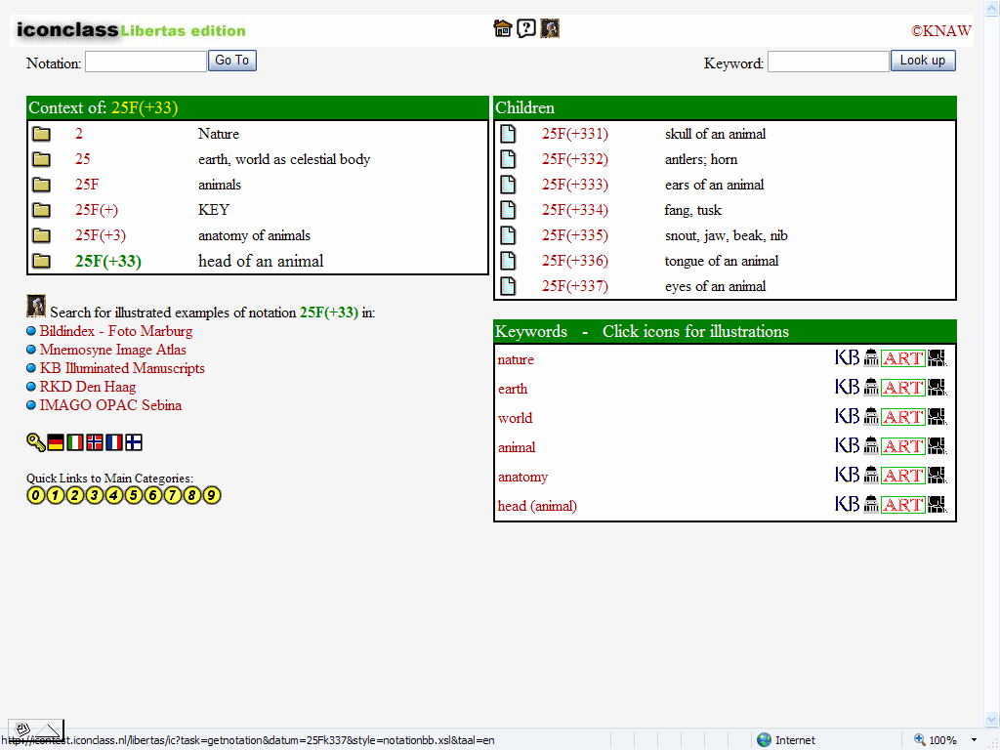 iconclass Libertas edition
©KNAW
Notation: Go To
Keyword: Look up
Context of: 25F(+33)
2 Nature
25 earth, world as celestial body
25F animals
25F(+) KEY
25F(+3) anatomy of animals
25F(+33) head of an animal
Search for illustrated examples of notation 25F(+33) in:
Bildindex - Foto Marburg
Mnemosyne Image Atlas
KB Illuminated Manuscripts
RKD Den Haag
IMAGO OPAC Sebina
Quick Links to Main Categories:
0 1 2 3 4 5 6 7 8 9
Children
25F(+331) skull of an animal
25F(+332) antlers; horn
25F(+333) ears of an animal
25F(+334) fang, tusk
25F(+335) snout, jaw, beak, nib
25F(+336) tongue of an animal
25F(+337) eyes of an animal
Keywords - Click icons for illustrations
nature KB ART
earth KB ART
world KB ART
animal KB ART
anatomy KB ART
head (animal) KB ART
http://icontest.iconclass.nl/libertas/ic?task=getnotation&datum=25Fk337&style=notationbb.xsl&taal=en
Internet
100%